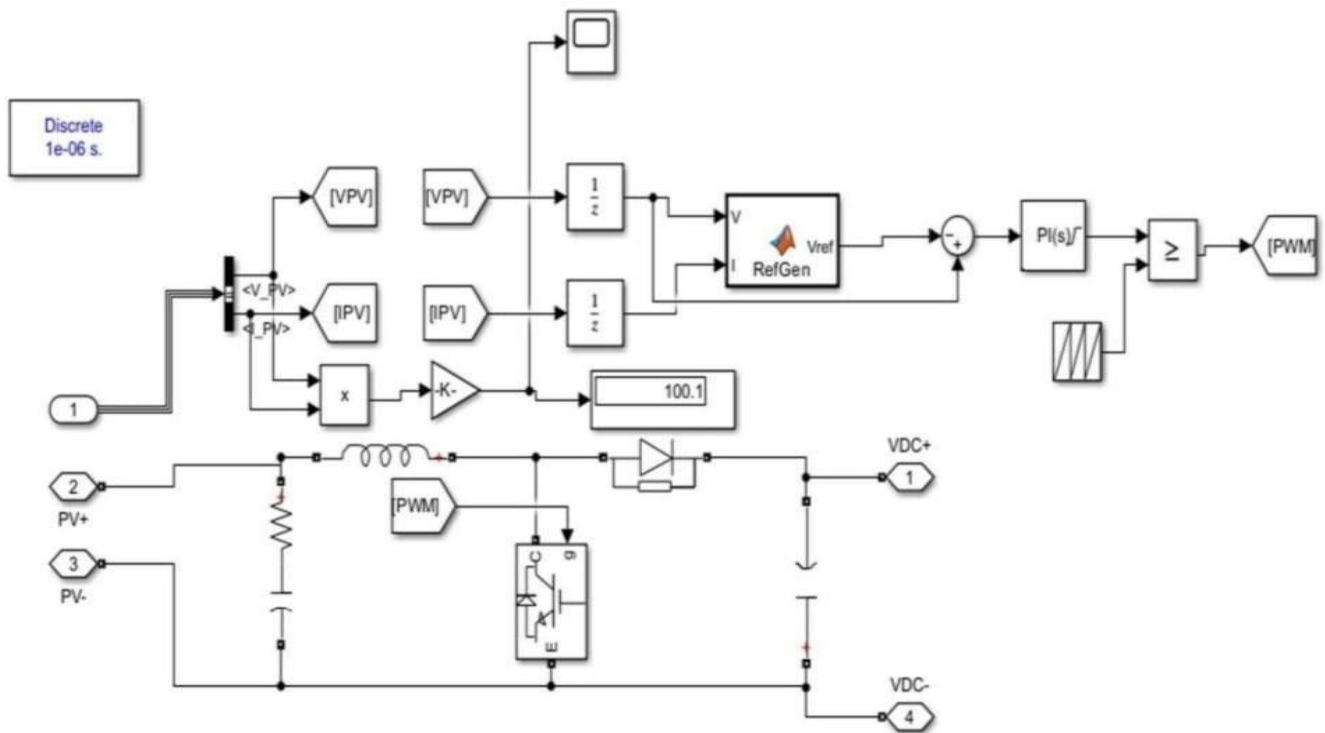 Discrete
1e-06 s.
[VPV]
[VPV]
1
z
V
I
Vref
RefGen
−
+
PI(s)
≥
[PWM]
<V_PV>
[IPV]
<I_PV>
[IPV]
1
z
x
-K-
100.1
1
2
PV+
3
PV-
[PWM]
C
g
E
VDC+
1
VDC-
4